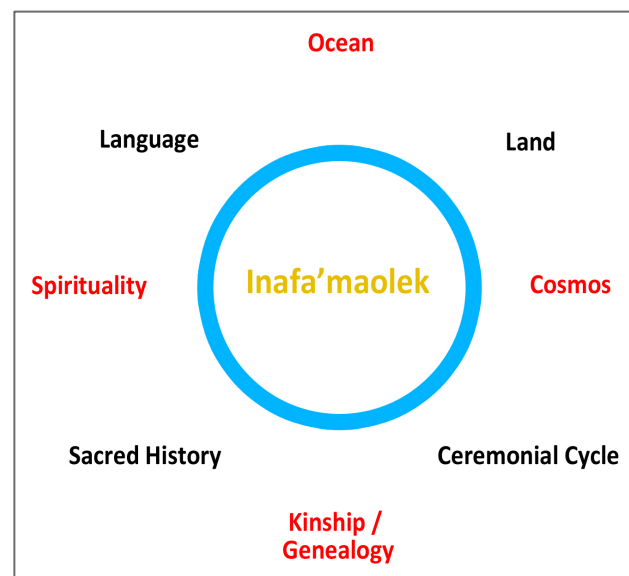 Ocean
Language
Land
Spirituality
Inafa’maolek
Cosmos
Sacred History
Ceremonial Cycle
Kinship /
Genealogy